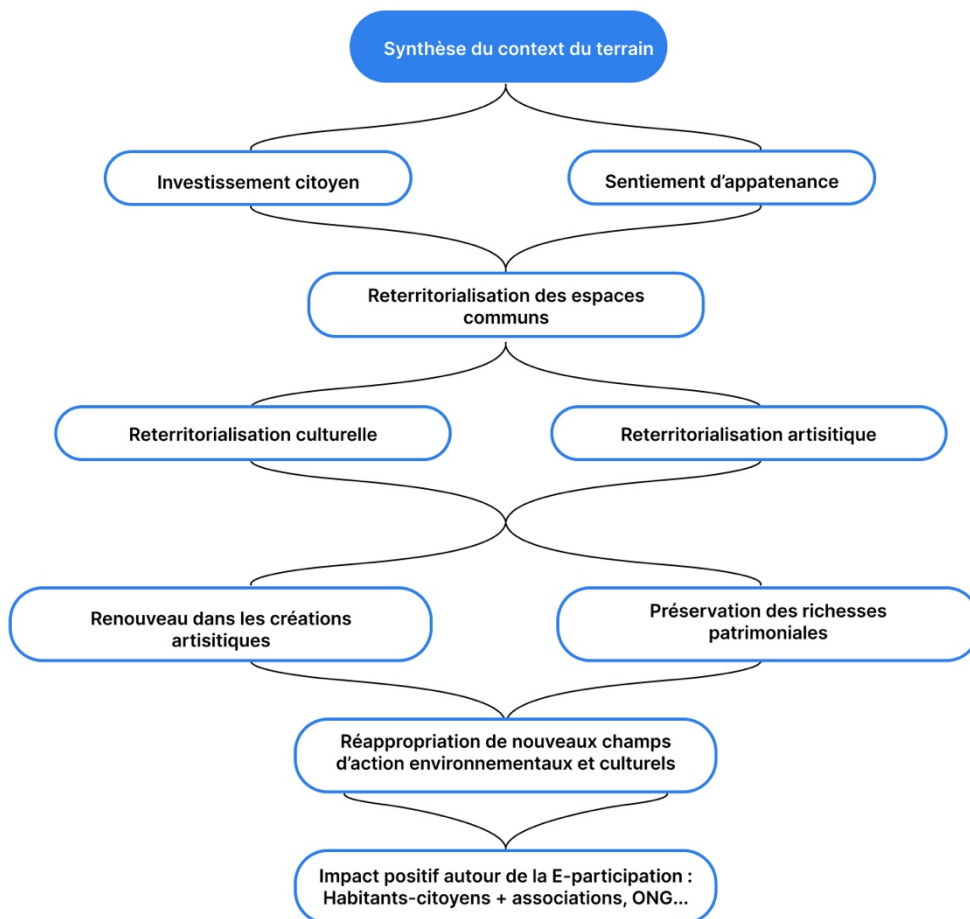 Synthèse du context du terrain
Investissement citoyen
Sentiement d'appatenance
Reterritorialisation des espaces
communs
Reterritorialisation culturelle
Reterritorialisation artisitique
Renouveau dans les créations
artisitiques
Préservation des richesses
patrimoniales
Réappropriation de nouveaux champs
d'action environnementaux et culturels
Impact positif autour de la E-participation :
Habitants-citoyens + associations, ONG...